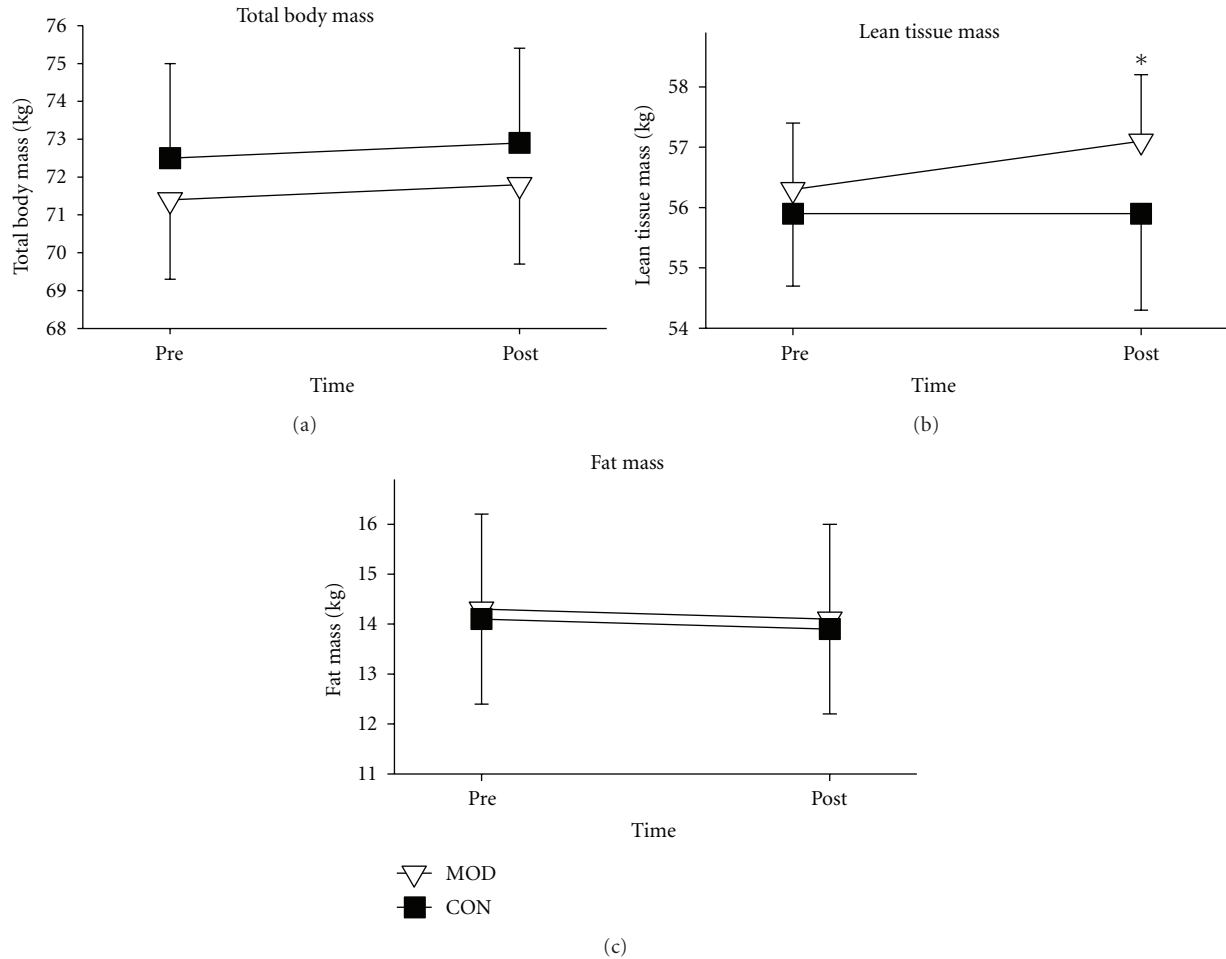 Total body mass
76
75
74
73
72
71
70
69
68
Total body mass (kg)
Pre
Post
Time
(a)
Lean tissue mass
*
58
57
56
55
54
Lean tissue mass (kg)
Pre
Post
Time
(b)
Fat mass
16
15
14
13
12
11
Fat mass (kg)
Pre
Post
Time
MOD
CON
(c)